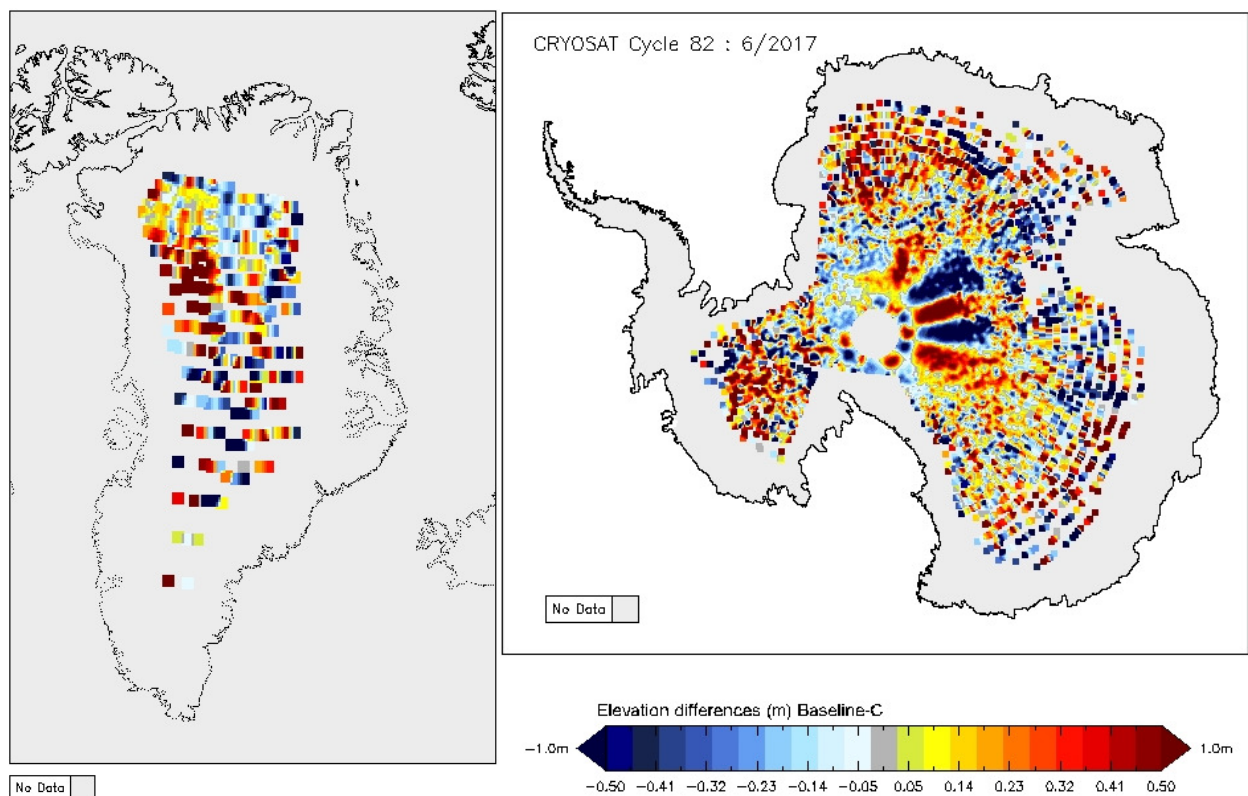 CRYOSAT Cycle 82 : 6/2017
No Data
Elevation differences (m) Baseline-C
-1.0m
1.0m
-0.50 -0.41 -0.32 -0.23 -0.14 -0.05 0.05 0.14 0.23 0.32 0.41 0.50
No Data